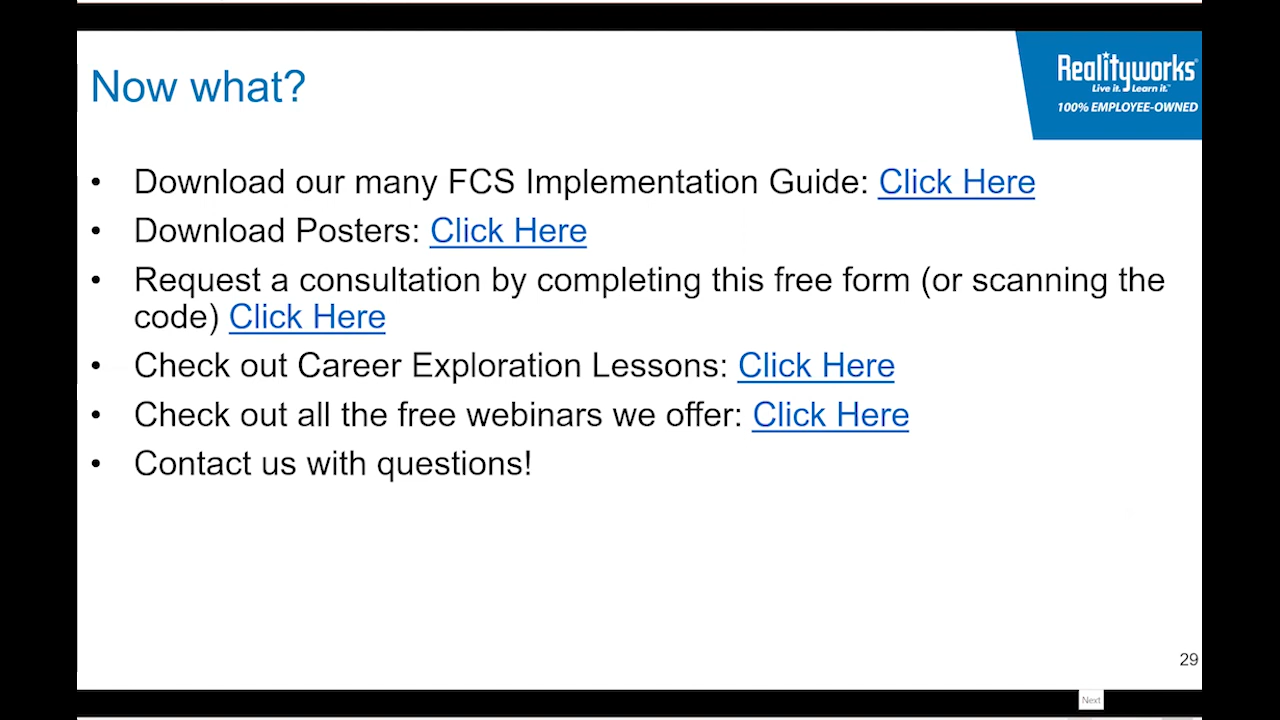 Now what?
Realityworks®
Live it. Learn it.™
100% EMPLOYEE-OWNED
• Download our many FCS Implementation Guide: Click Here
• Download Posters: Click Here
• Request a consultation by completing this free form (or scanning the
code) Click Here
• Check out Career Exploration Lessons: Click Here
• Check out all the free webinars we offer: Click Here
• Contact us with questions!
29
Next